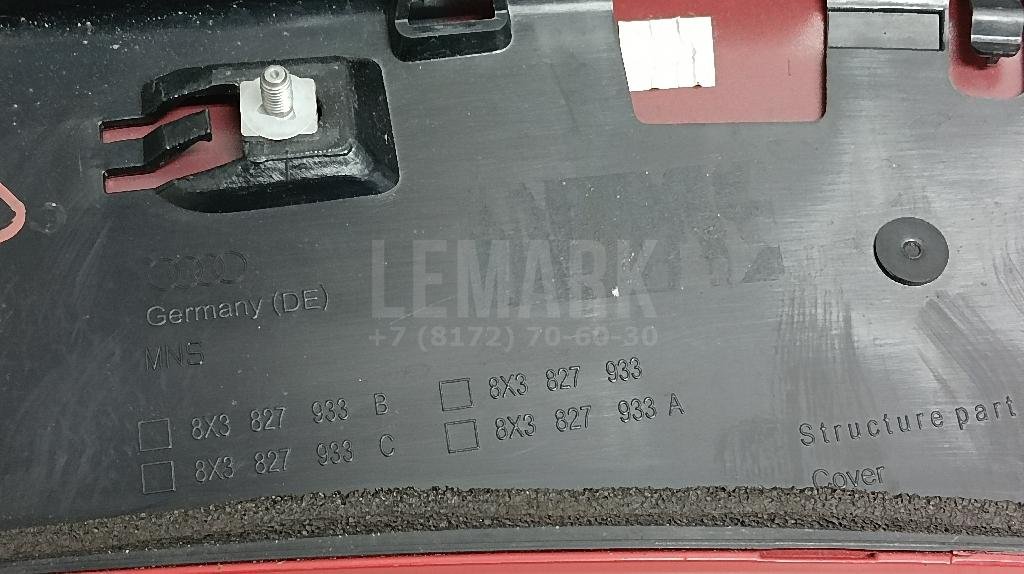 Germany (DE)
MNS
LEMARK
+7 (8172) 70-60-30
8X3 827 933 B
8X3 827 933
8X3 827 933 C
8X3 827 933 A
Structure part
Cover